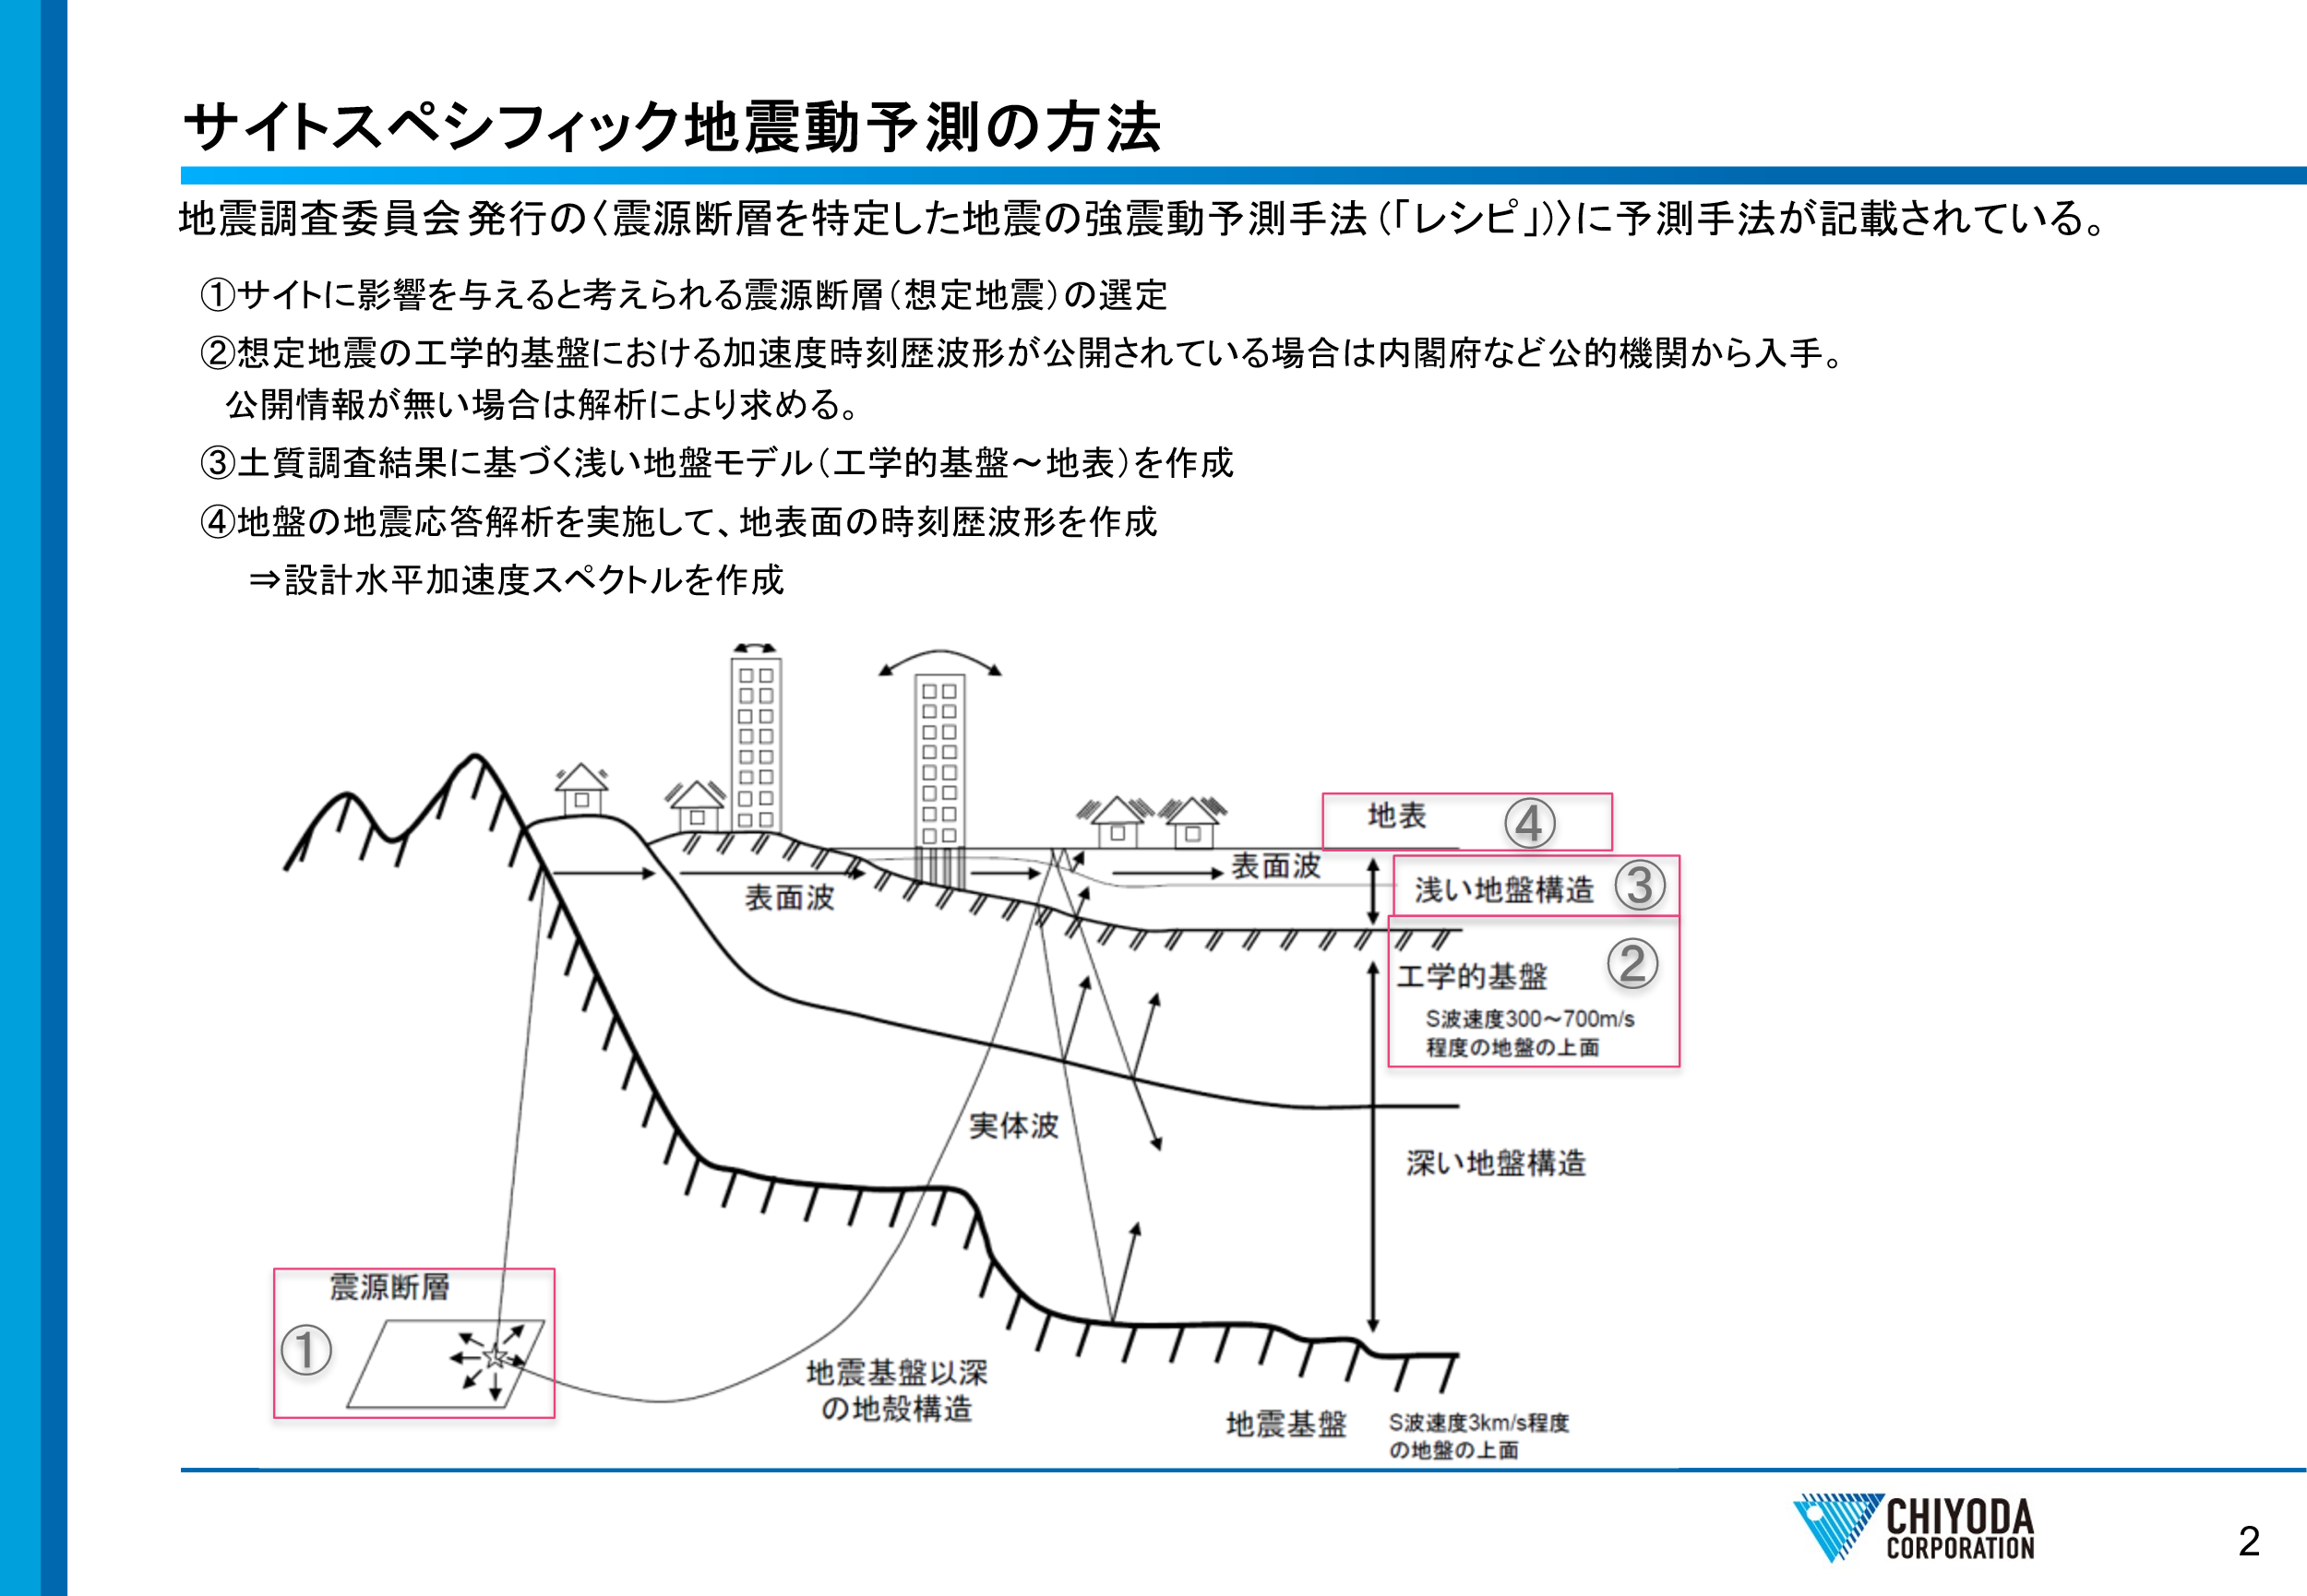 サイトスペシフィック地震動予測の方法
地震調査委員会発行の〈震源断層を特定した地震の強震動予測手法(「レシピ」)〉に予測手法が記載されている。
①サイトに影響を与えると考えられる震源断層(想定地震)の選定
②想定地震の工学的基盤における加速度時刻歴波形が公開されている場合は内閣府など公的機関から入手。
公開情報が無い場合は解析により求める。
③土質調査結果に基づく浅い地盤モデル(工学的基盤～地表)を作成
④地盤の地震応答解析を実施して、地表面の時刻歴波形を作成
⇒設計水平加速度スペクトルを作成
地表 ④
表面波
表面波
浅い地盤構造 ③
工学的基盤 ②
S波速度300～700m/s
程度の地盤の上面
実体波
深い地盤構造
震源断層
①
地震基盤以深
の地殻構造
地震基盤
S波速度3km/s程度
の地盤の上面
CHIYODA
CORPORATION
2